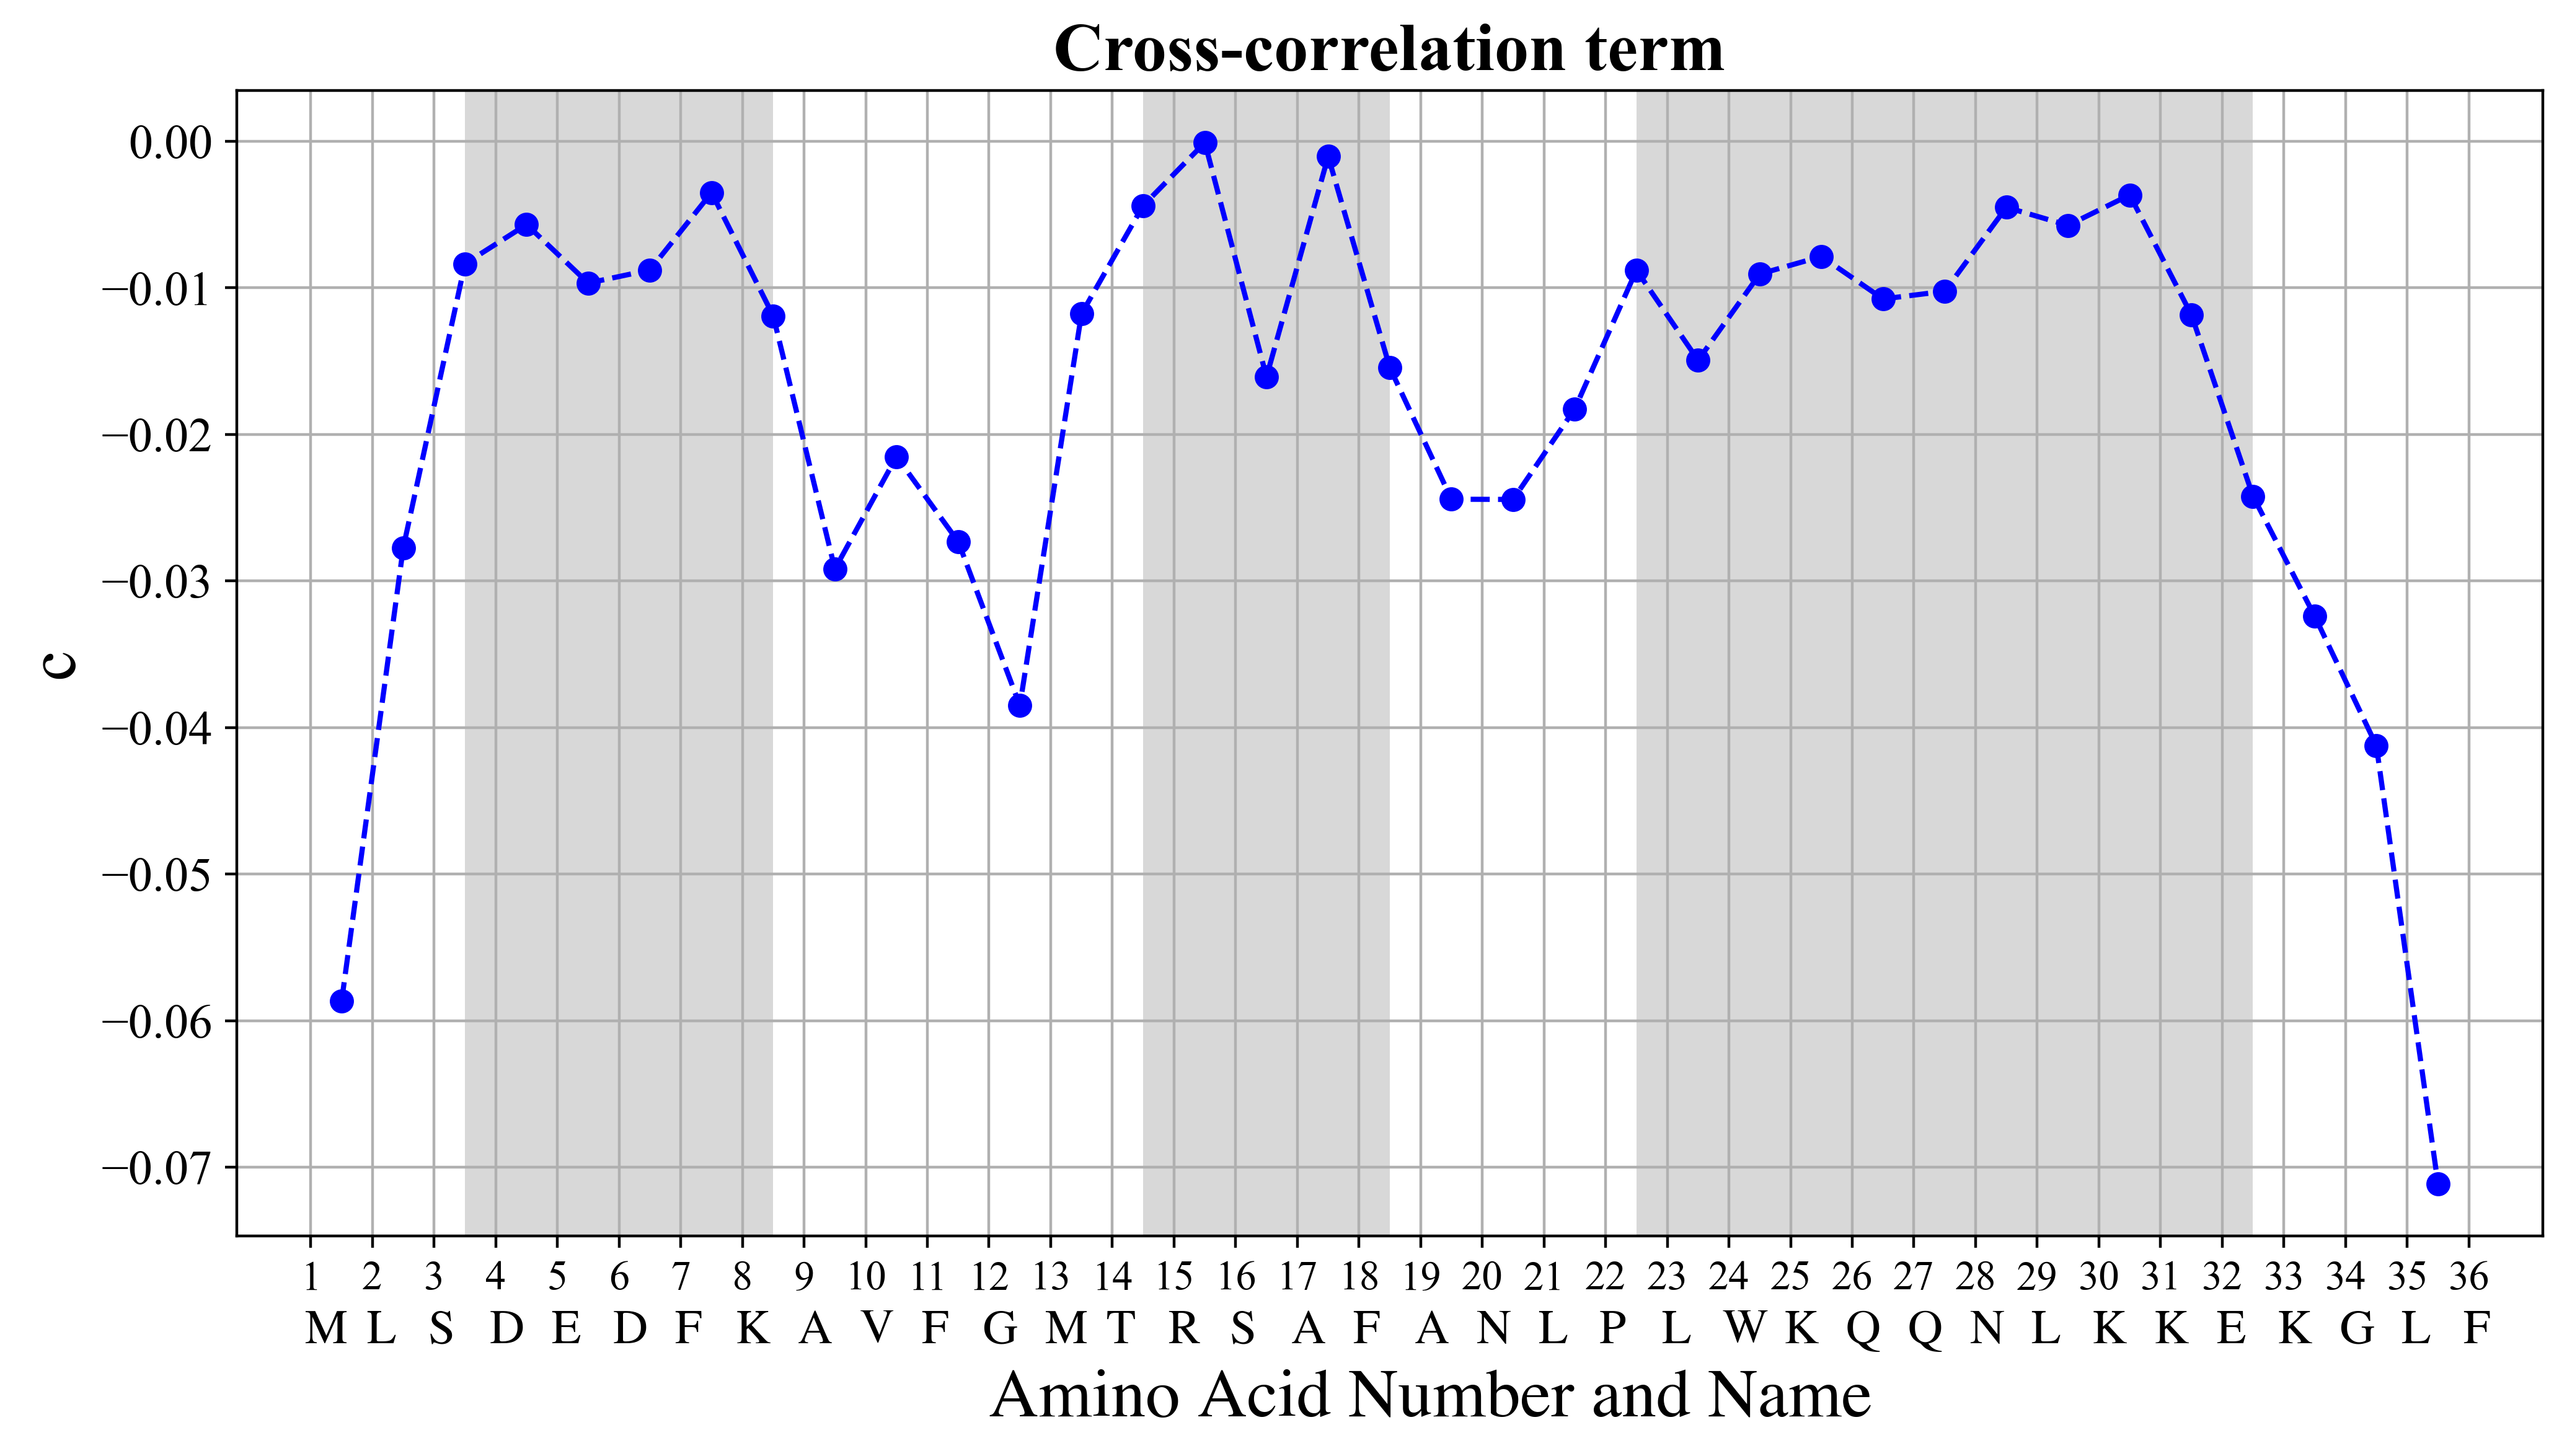 Cross-correlation term
0.00
−0.01
−0.02
−0.03
−0.04
−0.05
−0.06
−0.07
c
1 2 3 4 5 6 7 8 9 10 11 12 13 14 15 16 17 18 19 20 21 22 23 24 25 26 27 28 29 30 31 32 33 34 35 36
M L S D E D F K A V F G M T R S A F A N L P L W K Q Q N L K K E K G L F
Amino Acid Number and Name